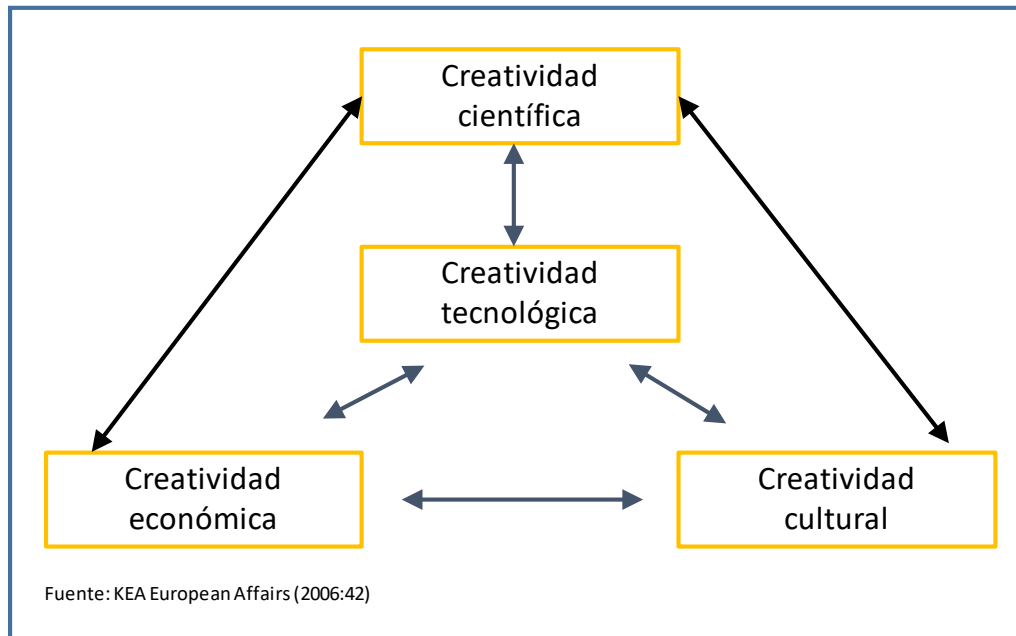 Creatividad
científica
Creatividad
tecnológica
Creatividad
económica
Creatividad
cultural
Fuente: KEA European Affairs (2006:42)